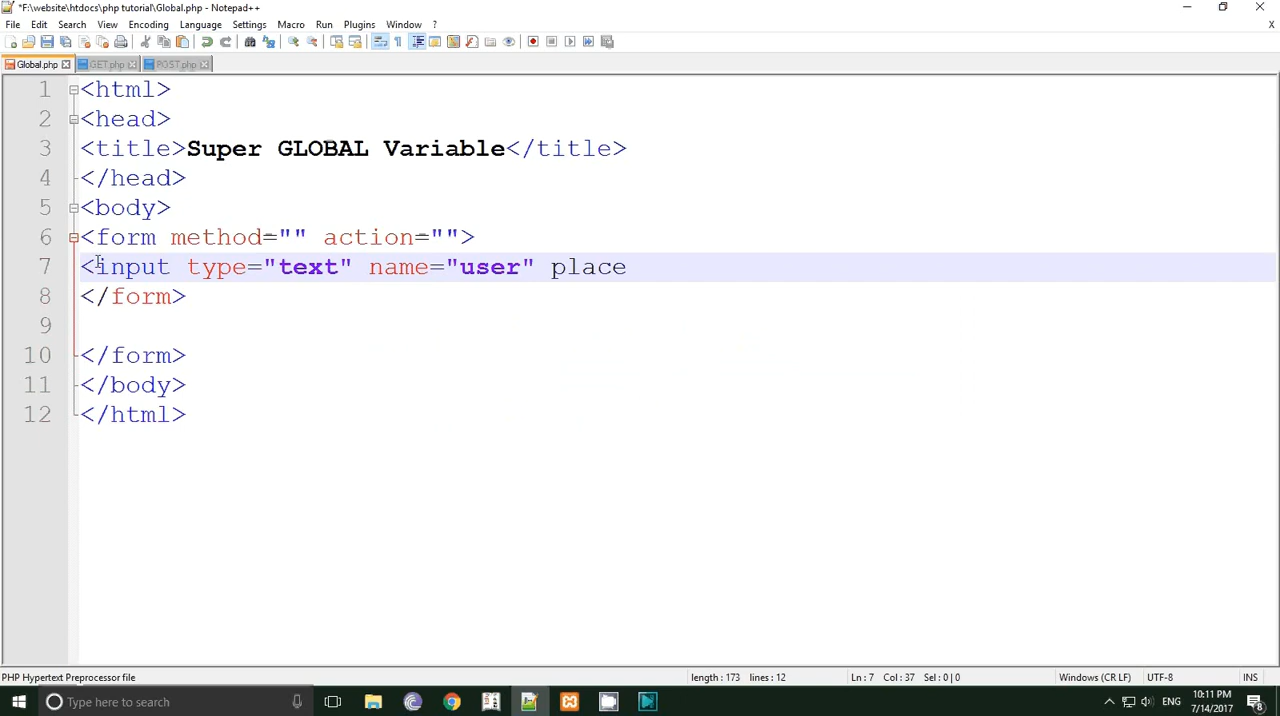 *F:\website\htdocs\php tutorial\Global.php - Notepad++
File Edit Search View Encoding Language Settings Macro Run Plugins Window ? X
Global.php GET.php POST.php
1 <html>
2 <head>
3 <title>Super GLOBAL Variable</title>
4 </head>
5 <body>
6 <form method="" action="">
7 <input type="text" name="user" place
8 </form>
9
10 </form>
11 </body>
12 </html>
PHP Hypertext Preprocessor file length : 173 lines : 12 Ln : 7 Col : 37 Sel : 0 | 0 Windows (CR LF) UTF-8 INS
Type here to search ENG 10:11 PM
7/14/2017